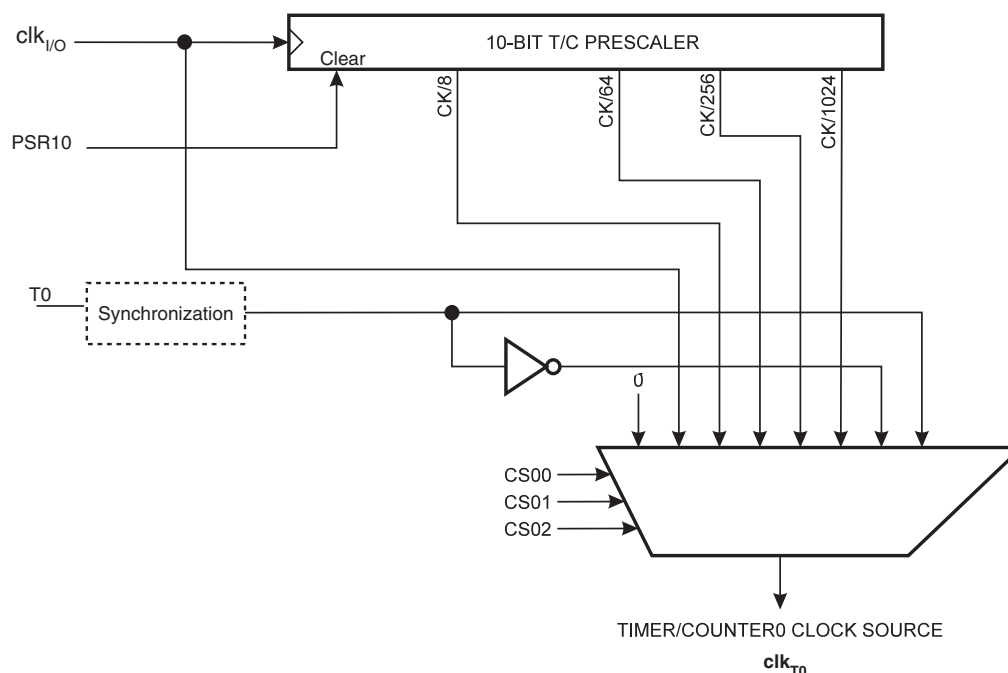 clkI/O
10-BIT T/C PRESCALER
Clear
CK/8
CK/64
CK/256
CK/1024
PSR10
T0
Synchronization
0
CS00
CS01
CS02
TIMER/COUNTER0 CLOCK SOURCE
clkT0